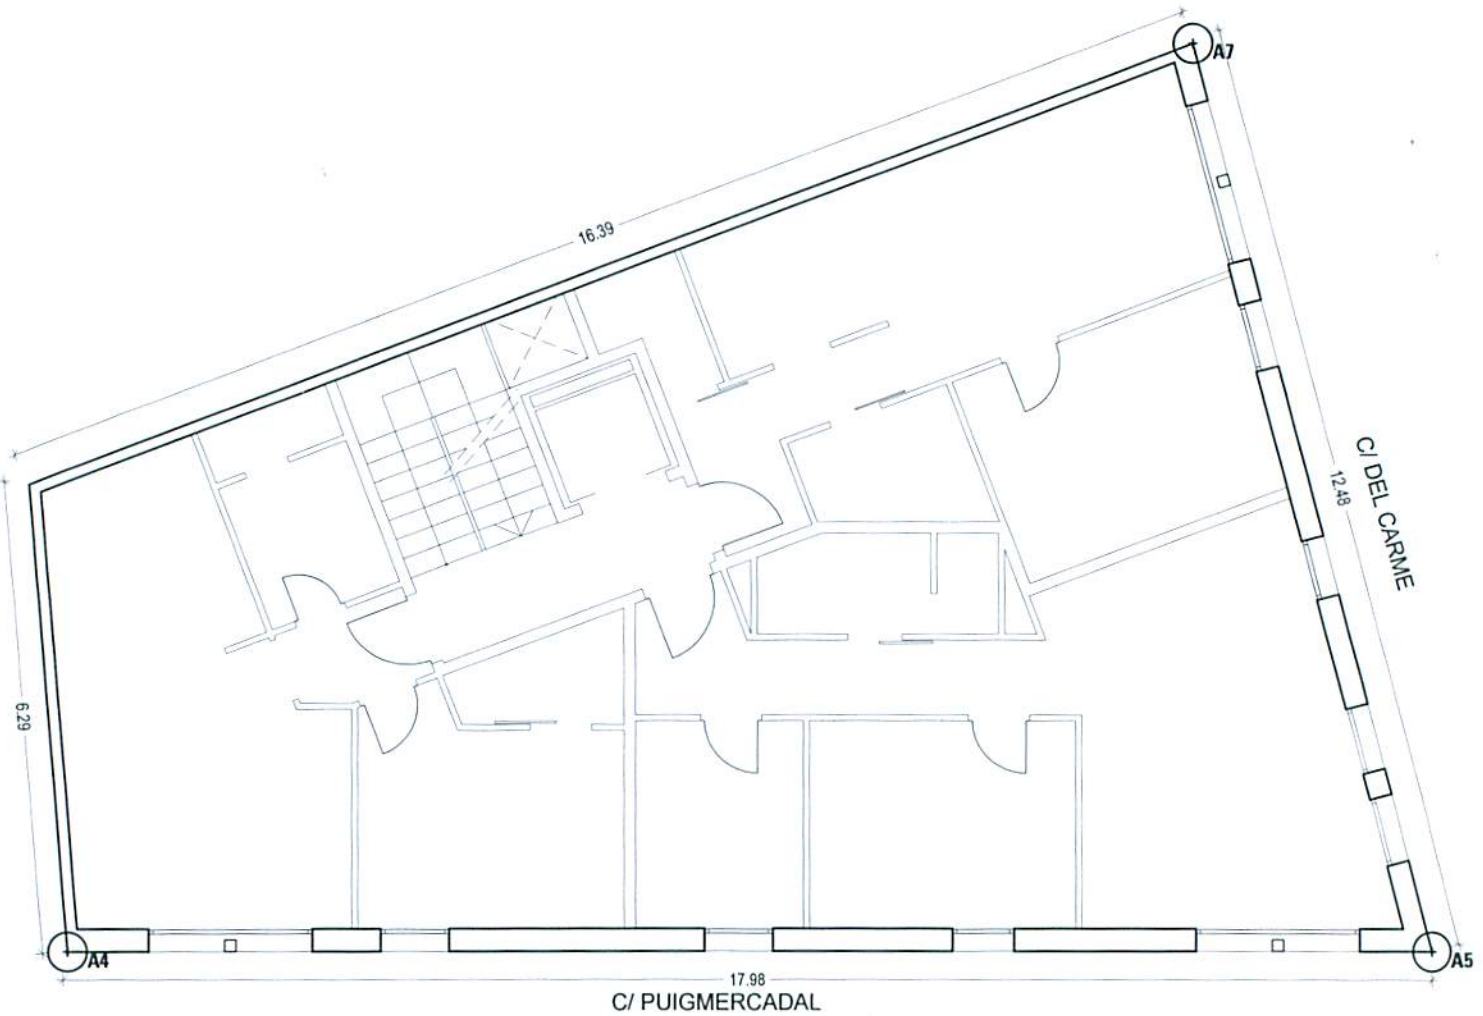 A7
16.39
C/ DEL CARME
12.48
6.29
A4
A5
17.98
C/ PUIGMERCADAL